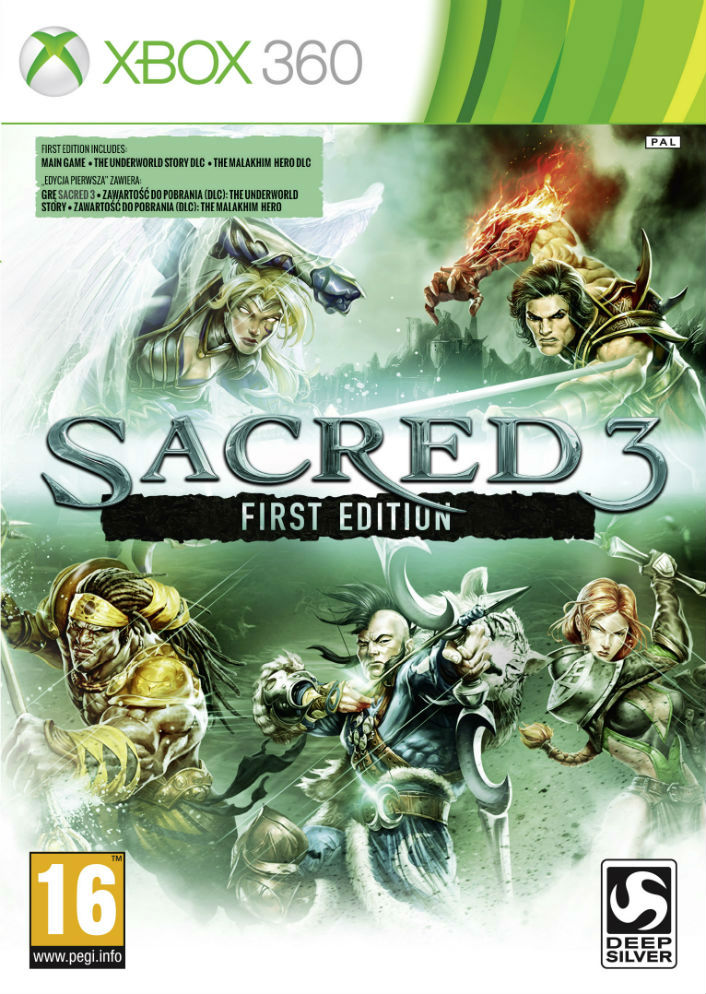 XBOX 360
PAL
FIRST EDITION INCLUDES:
MAIN GAME • THE UNDERWORLD STORY DLC • THE MALAKHIM HERO DLC
„EDYCJA PIERWSZA" ZAWIERA:
GRĘ SACRED 3 • ZAWARTOŚĆ DO POBRANIA (DLC): THE UNDERWORLD
STORY • ZAWARTOŚĆ DO POBRANIA (DLC): THE MALAKHIM HERO
SACRED 3
FIRST EDITION
16™
www.pegi.info
DEEP
SILVER